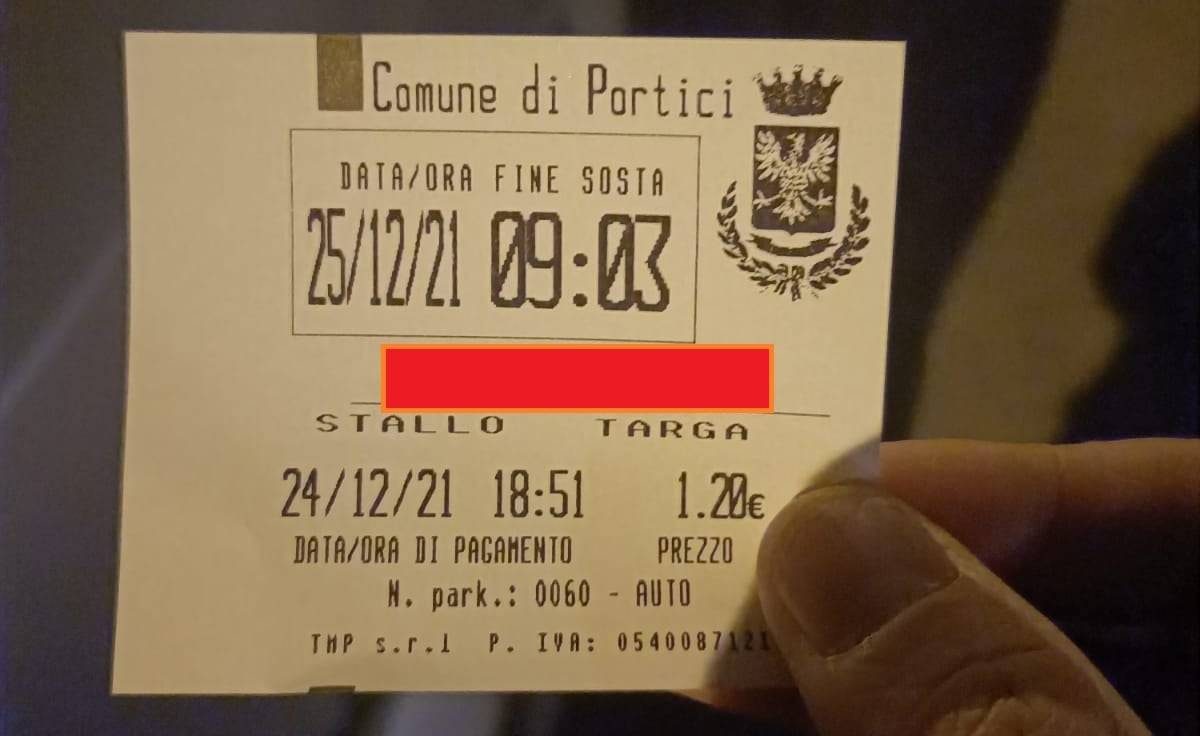 Comune di Portici
DATA/ORA FINE SOSTA
25/12/21 09:03
STALLO TARGA
24/12/21 18:51 1.20€
DATA/ORA DI PAGAMENTO PREZZO
N. park.: 0060 - AUTO
TMP s.r.l P. IVA: 0540087121